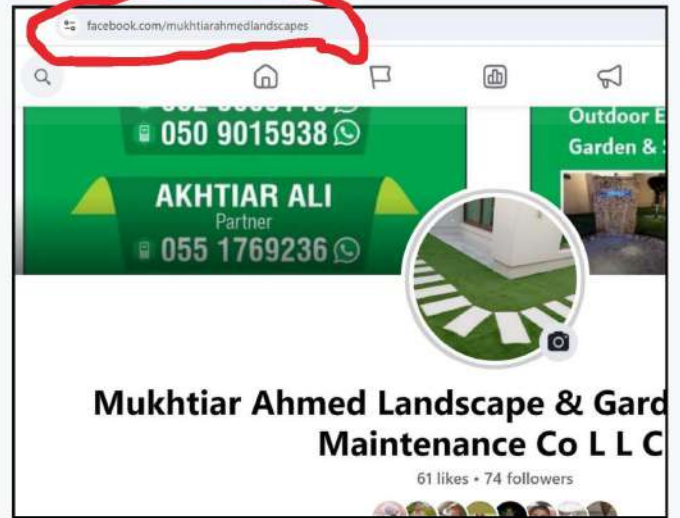 facebook.com/mukhtiarahmedlandscapes
050 9015938
Outdoor E
Garden &
AKHTIAR ALI
Partner
055 1769236
Mukhtiar Ahmed Landscape & Gard
Maintenance Co L L C
61 likes • 74 followers